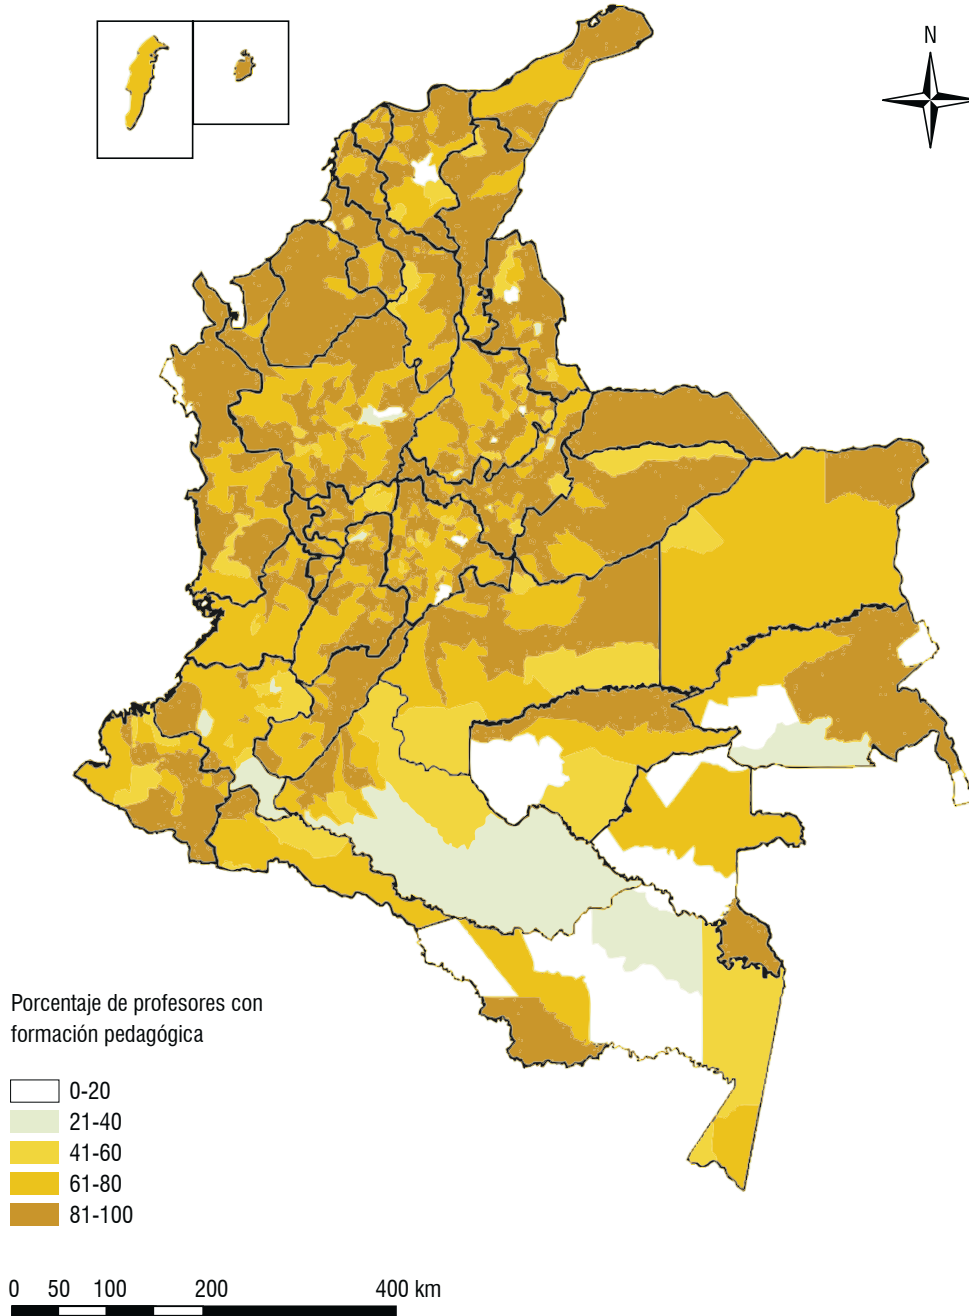 N
Porcentaje de profesores con
formación pedagógica
0-20
21-40
41-60
61-80
81-100
0 50 100 200 400 km